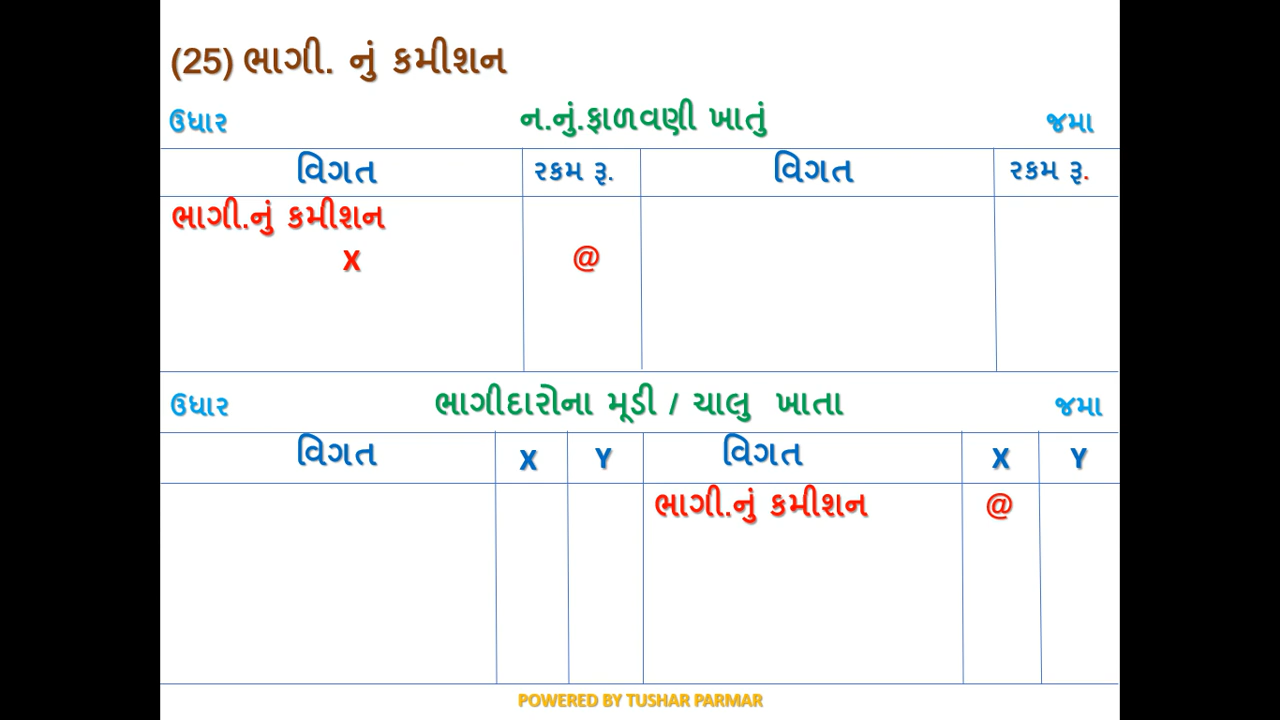 (25) ભાગી. નું કમીશન
ઉધાર ન.નું.ફાળવણી ખાતું જમા
વિગત રકમ રૂ. વિગત રકમ રૂ.
ભાગી.નું કમીશન
X @
ઉધાર ભાગીદારોના મૂડી / ચાલુ ખાતા જમા
વિગત X Y વિગત X Y
ભાગી.નું કમીશન @
POWERED BY TUSHAR PARMAR